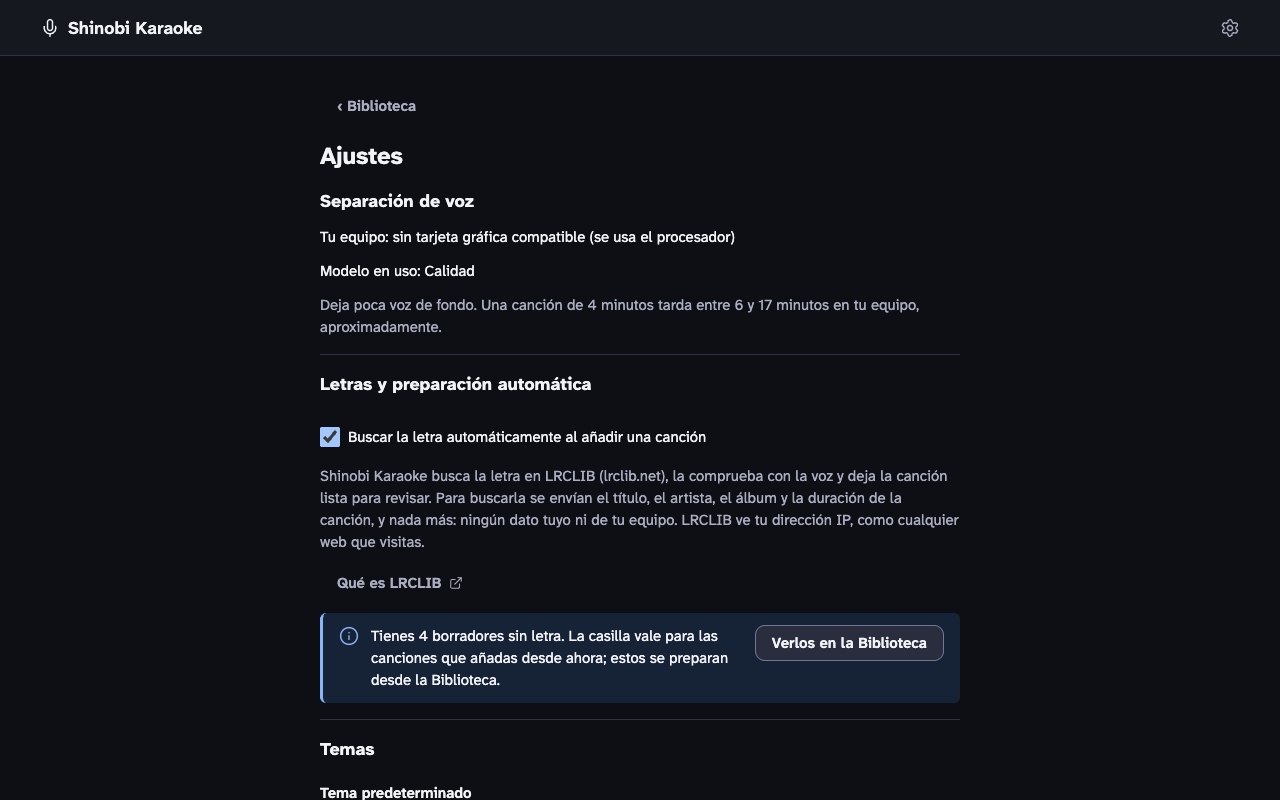 Shinobi Karaoke
‹ Biblioteca
Ajustes
Separación de voz
Tu equipo: sin tarjeta gráfica compatible (se usa el procesador)
Modelo en uso: Calidad
Deja poca voz de fondo. Una canción de 4 minutos tarda entre 6 y 17 minutos en tu equipo,
aproximadamente.
Letras y preparación automática
Buscar la letra automáticamente al añadir una canción
Shinobi Karaoke busca la letra en LRCLIB (lrclib.net), la comprueba con la voz y deja la canción
lista para revisar. Para buscarla se envían el título, el artista, el álbum y la duración de la
canción, y nada más: ningún dato tuyo ni de tu equipo. LRCLIB ve tu dirección IP, como cualquier
web que visitas.
Qué es LRCLIB
Tienes 4 borradores sin letra. La casilla vale para las
canciones que añadas desde ahora; estos se preparan
desde la Biblioteca.
Verlos en la Biblioteca
Temas
Tema predeterminado